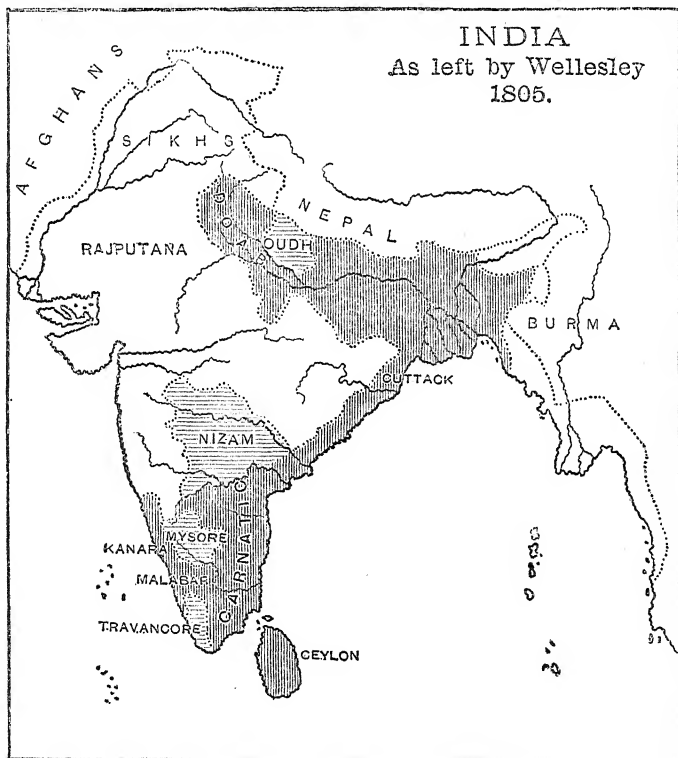 INDIA
As left by Wellesley
1805.
AFGHANS
SIKHS
NEPAL
DOAB
OUDH
RAJPUTANA
BURMA
CUTTACK
NIZAM
CARNATIC
MYSORE
KANARA
MALABAR
TRAVANCORE
CEYLON